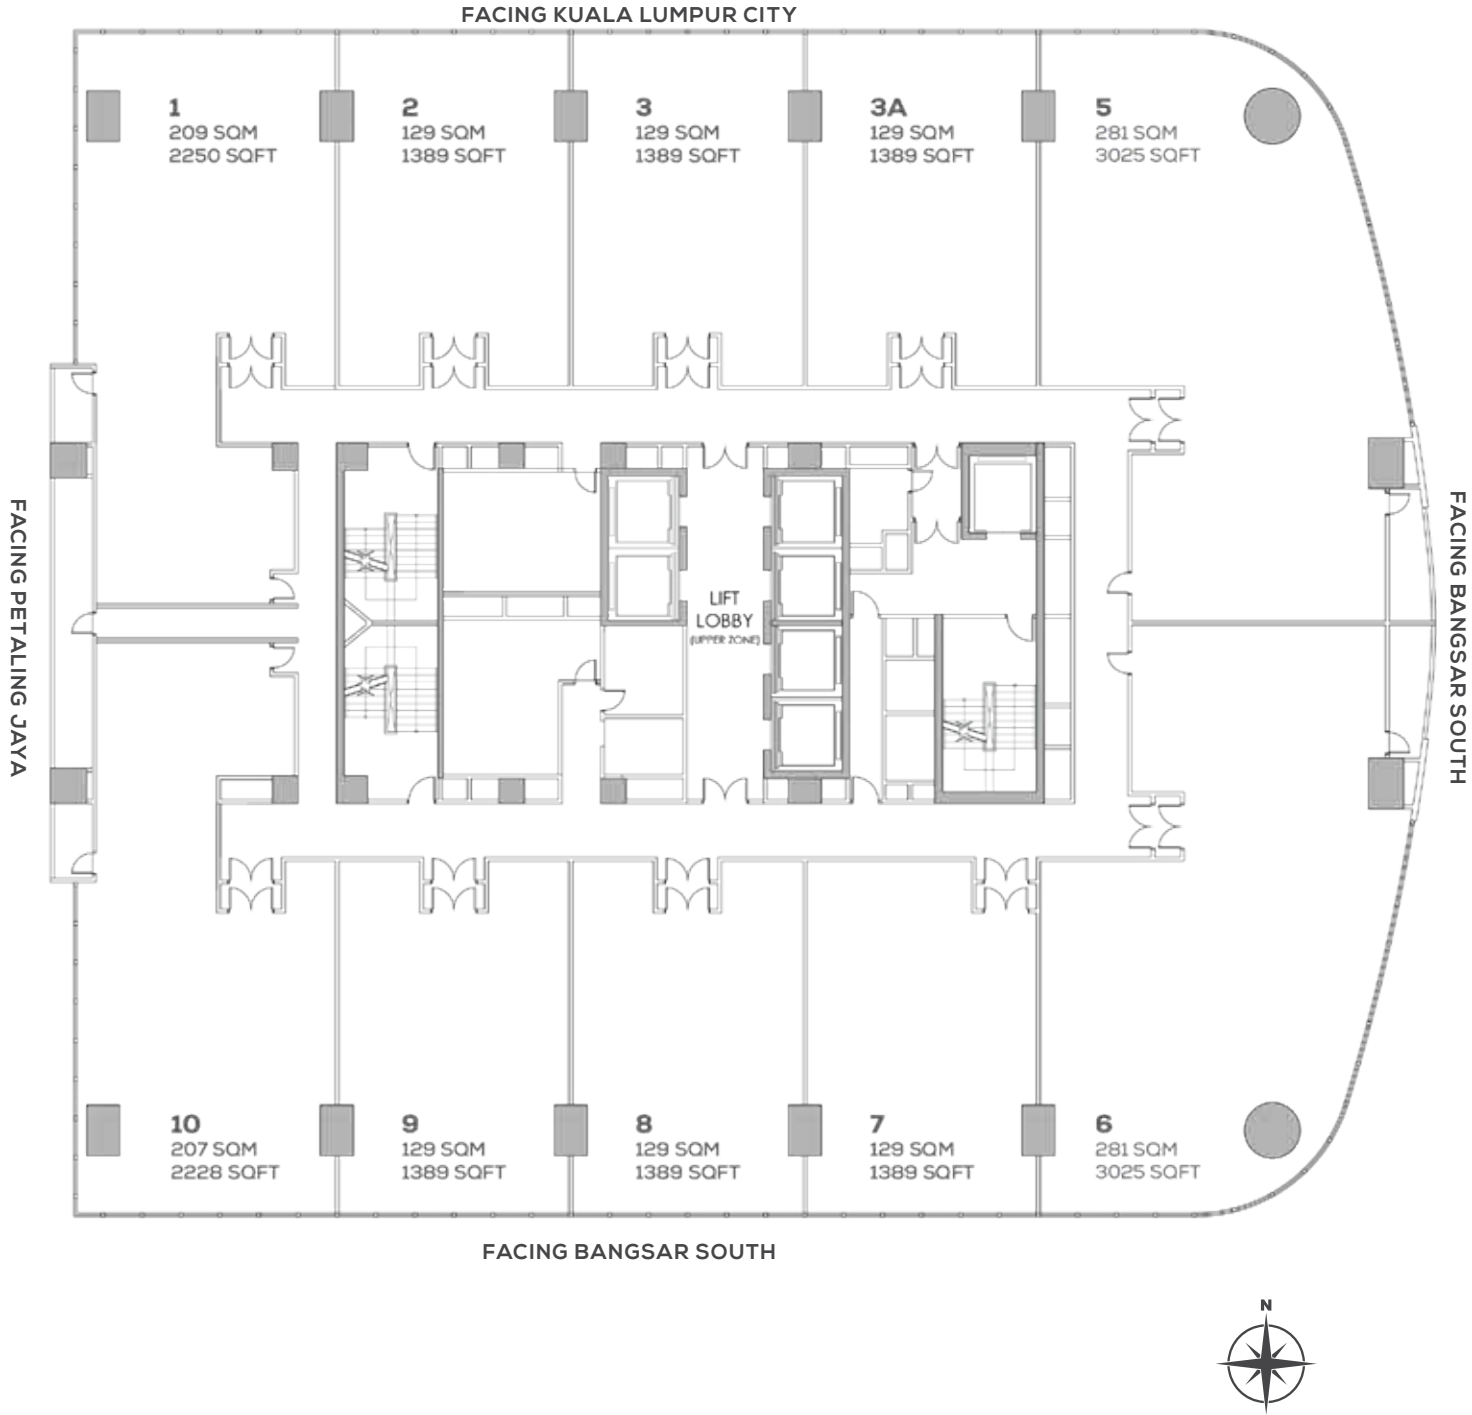 FACING KUALA LUMPUR CITY
1
209 SQM
2250 SQFT
2
129 SQM
1389 SQFT
3
129 SQM
1389 SQFT
3A
129 SQM
1389 SQFT
5
281 SQM
3025 SQFT
FACING PETALING JAYA
LIFT
LOBBY
(UPPER ZONE)
FACING BANGSAR SOUTH
10
207 SQM
2228 SQFT
9
129 SQM
1389 SQFT
8
129 SQM
1389 SQFT
7
129 SQM
1389 SQFT
6
281 SQM
3025 SQFT
FACING BANGSAR SOUTH
N